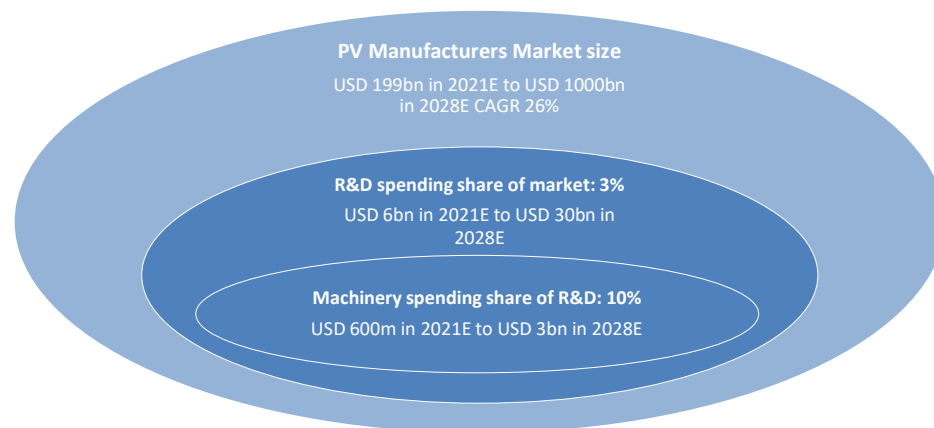 PV Manufacturers Market size
USD 199bn in 2021E to USD 1000bn
in 2028E CAGR 26%
R&D spending share of market: 3%
USD 6bn in 2021E to USD 30bn in
2028E
Machinery spending share of R&D: 10%
USD 600m in 2021E to USD 3bn in 2028E